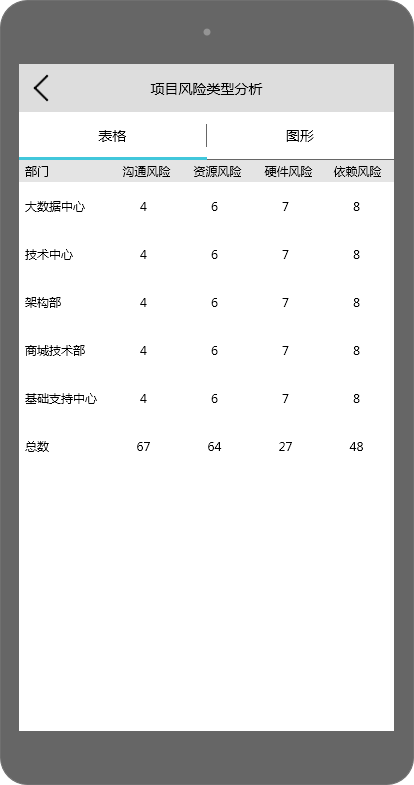 项目风险类型分析
表格 图形
部门 沟通风险 资源风险 硬件风险 依赖风险
大数据中心 4 6 7 8
技术中心 4 6 7 8
架构部 4 6 7 8
商城技术部 4 6 7 8
基础支持中心 4 6 7 8
总数 67 64 27 48